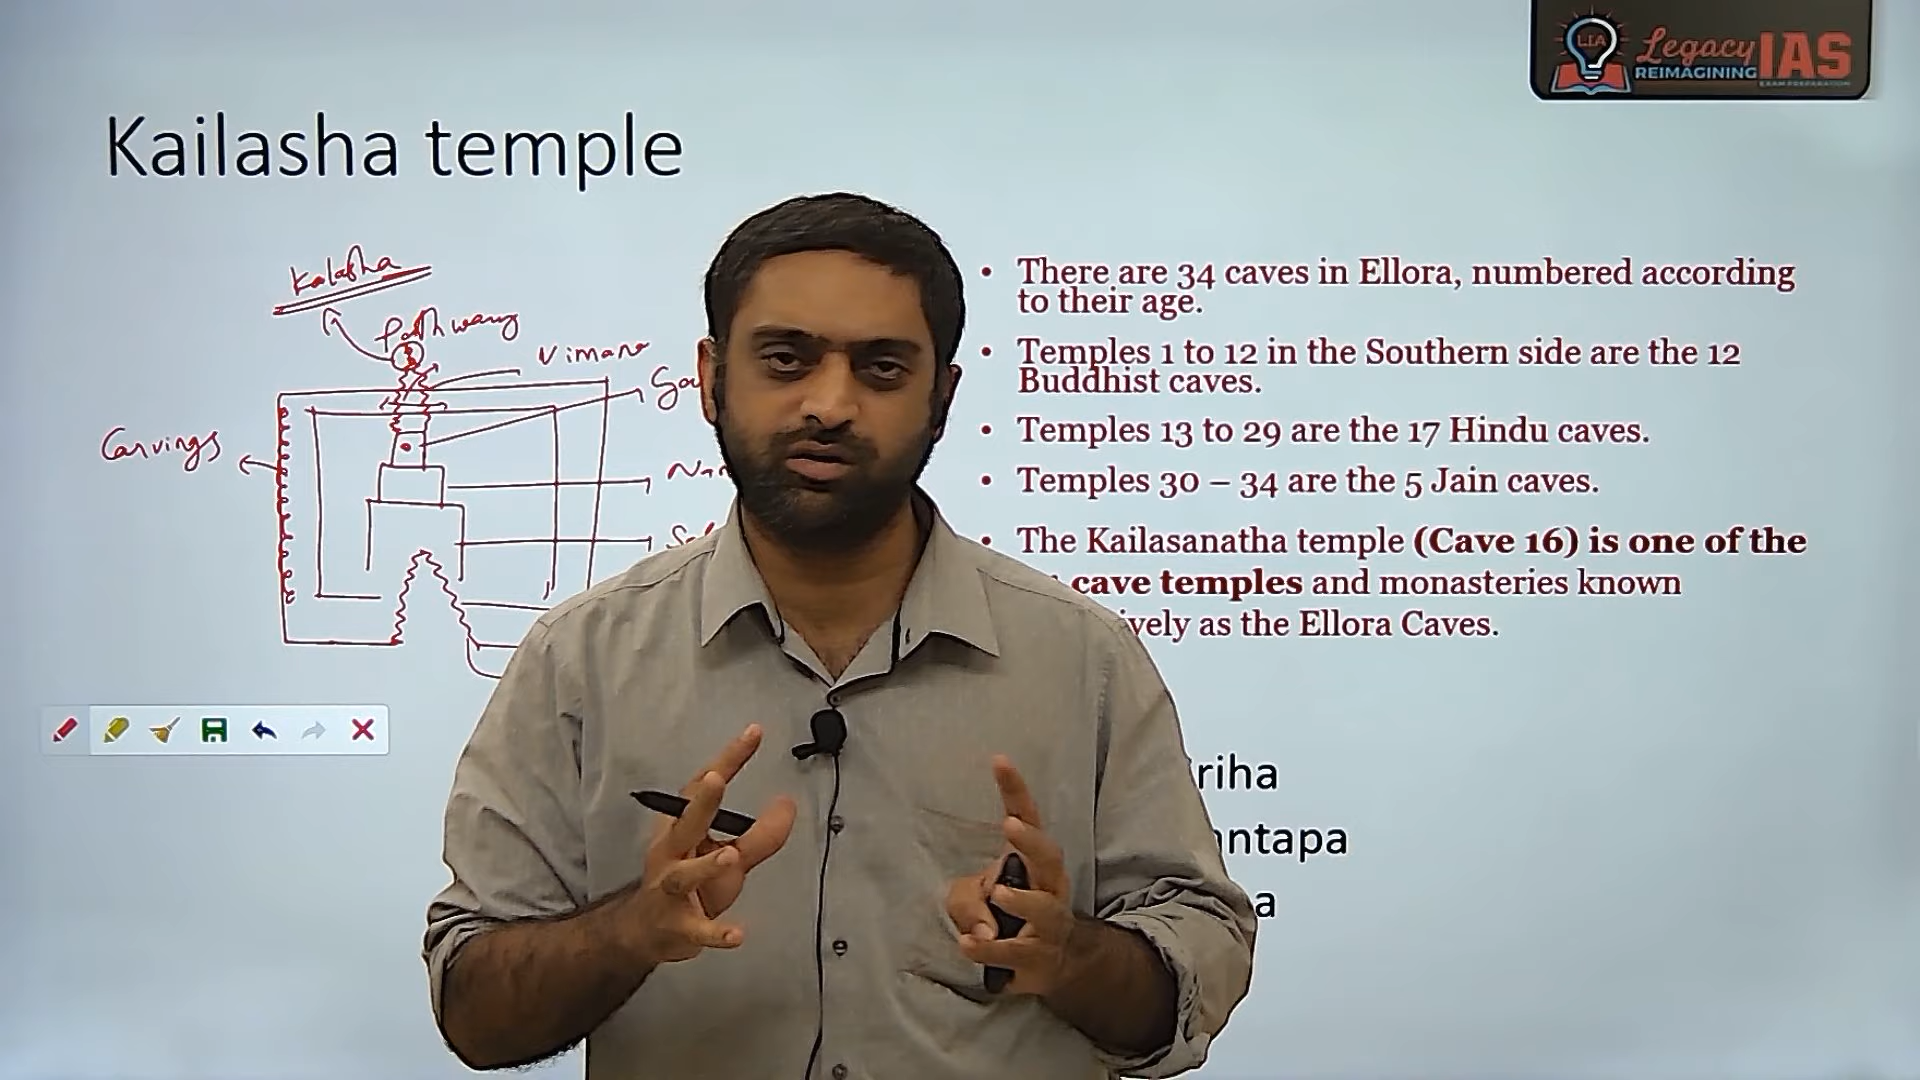 LIA
Legacy IAS
REIMAGINING
Kailasha temple
Kalasha
Pathway
Vimana
Carvings
• There are 34 caves in Ellora, numbered according
to their age.
• Temples 1 to 12 in the Southern side are the 12
Buddhist caves.
• Temples 13 to 29 are the 17 Hindu caves.
• Temples 30 – 34 are the 5 Jain caves.
• The Kailasanatha temple (Cave 16) is one of the
cave temples and monasteries known
as the Ellora Caves.